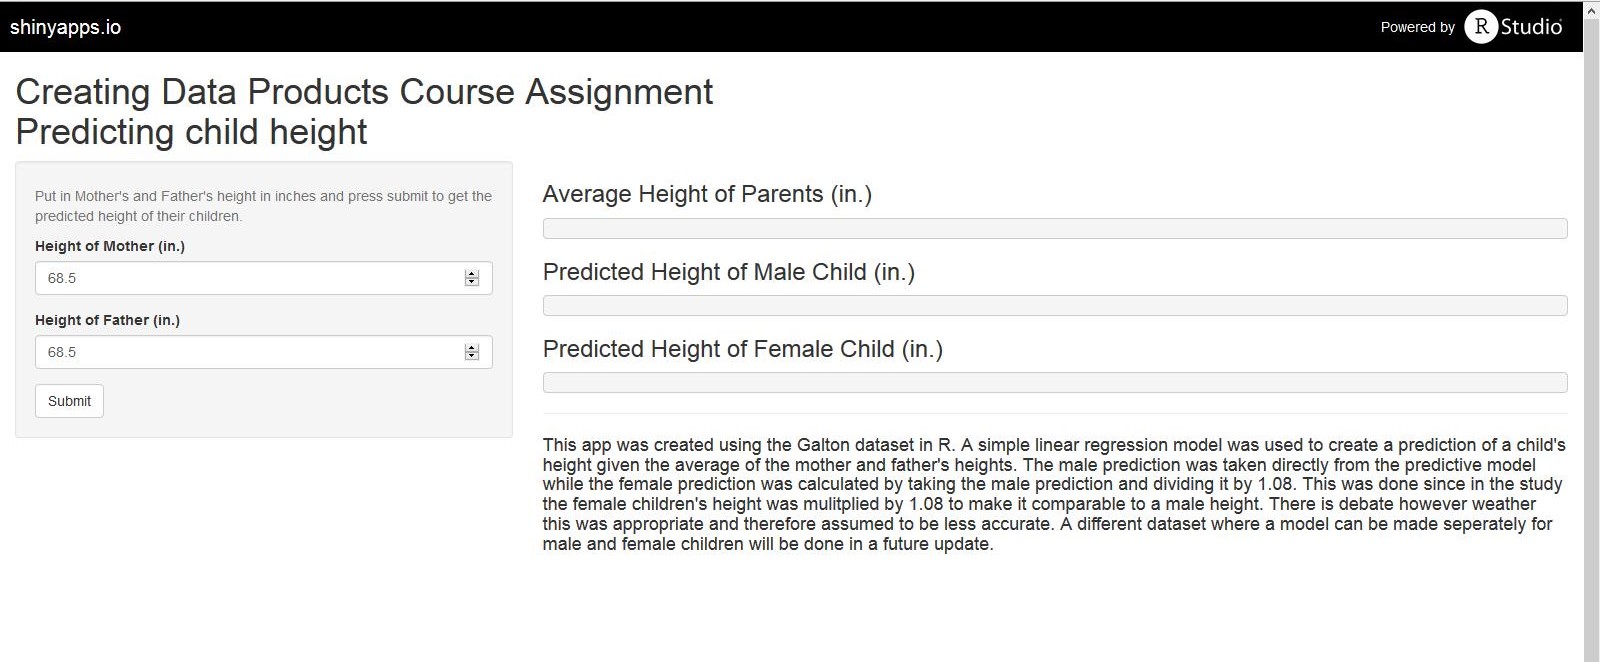 shinyapps.io
Powered by R Studio
Creating Data Products Course Assignment
Predicting child height
Put in Mother's and Father's height in inches and press submit to get the
predicted height of their children.
Height of Mother (in.)
68.5
Height of Father (in.)
68.5
Submit
Average Height of Parents (in.)
Predicted Height of Male Child (in.)
Predicted Height of Female Child (in.)
This app was created using the Galton dataset in R. A simple linear regression model was used to create a prediction of a child's
height given the average of the mother and father's heights. The male prediction was taken directly from the predictive model
while the female prediction was calculated by taking the male prediction and dividing it by 1.08. This was done since in the study
the female children's height was mulitplied by 1.08 to make it comparable to a male height. There is debate however weather
this was appropriate and therefore assumed to be less accurate. A different dataset where a model can be made seperately for
male and female children will be done in a future update.